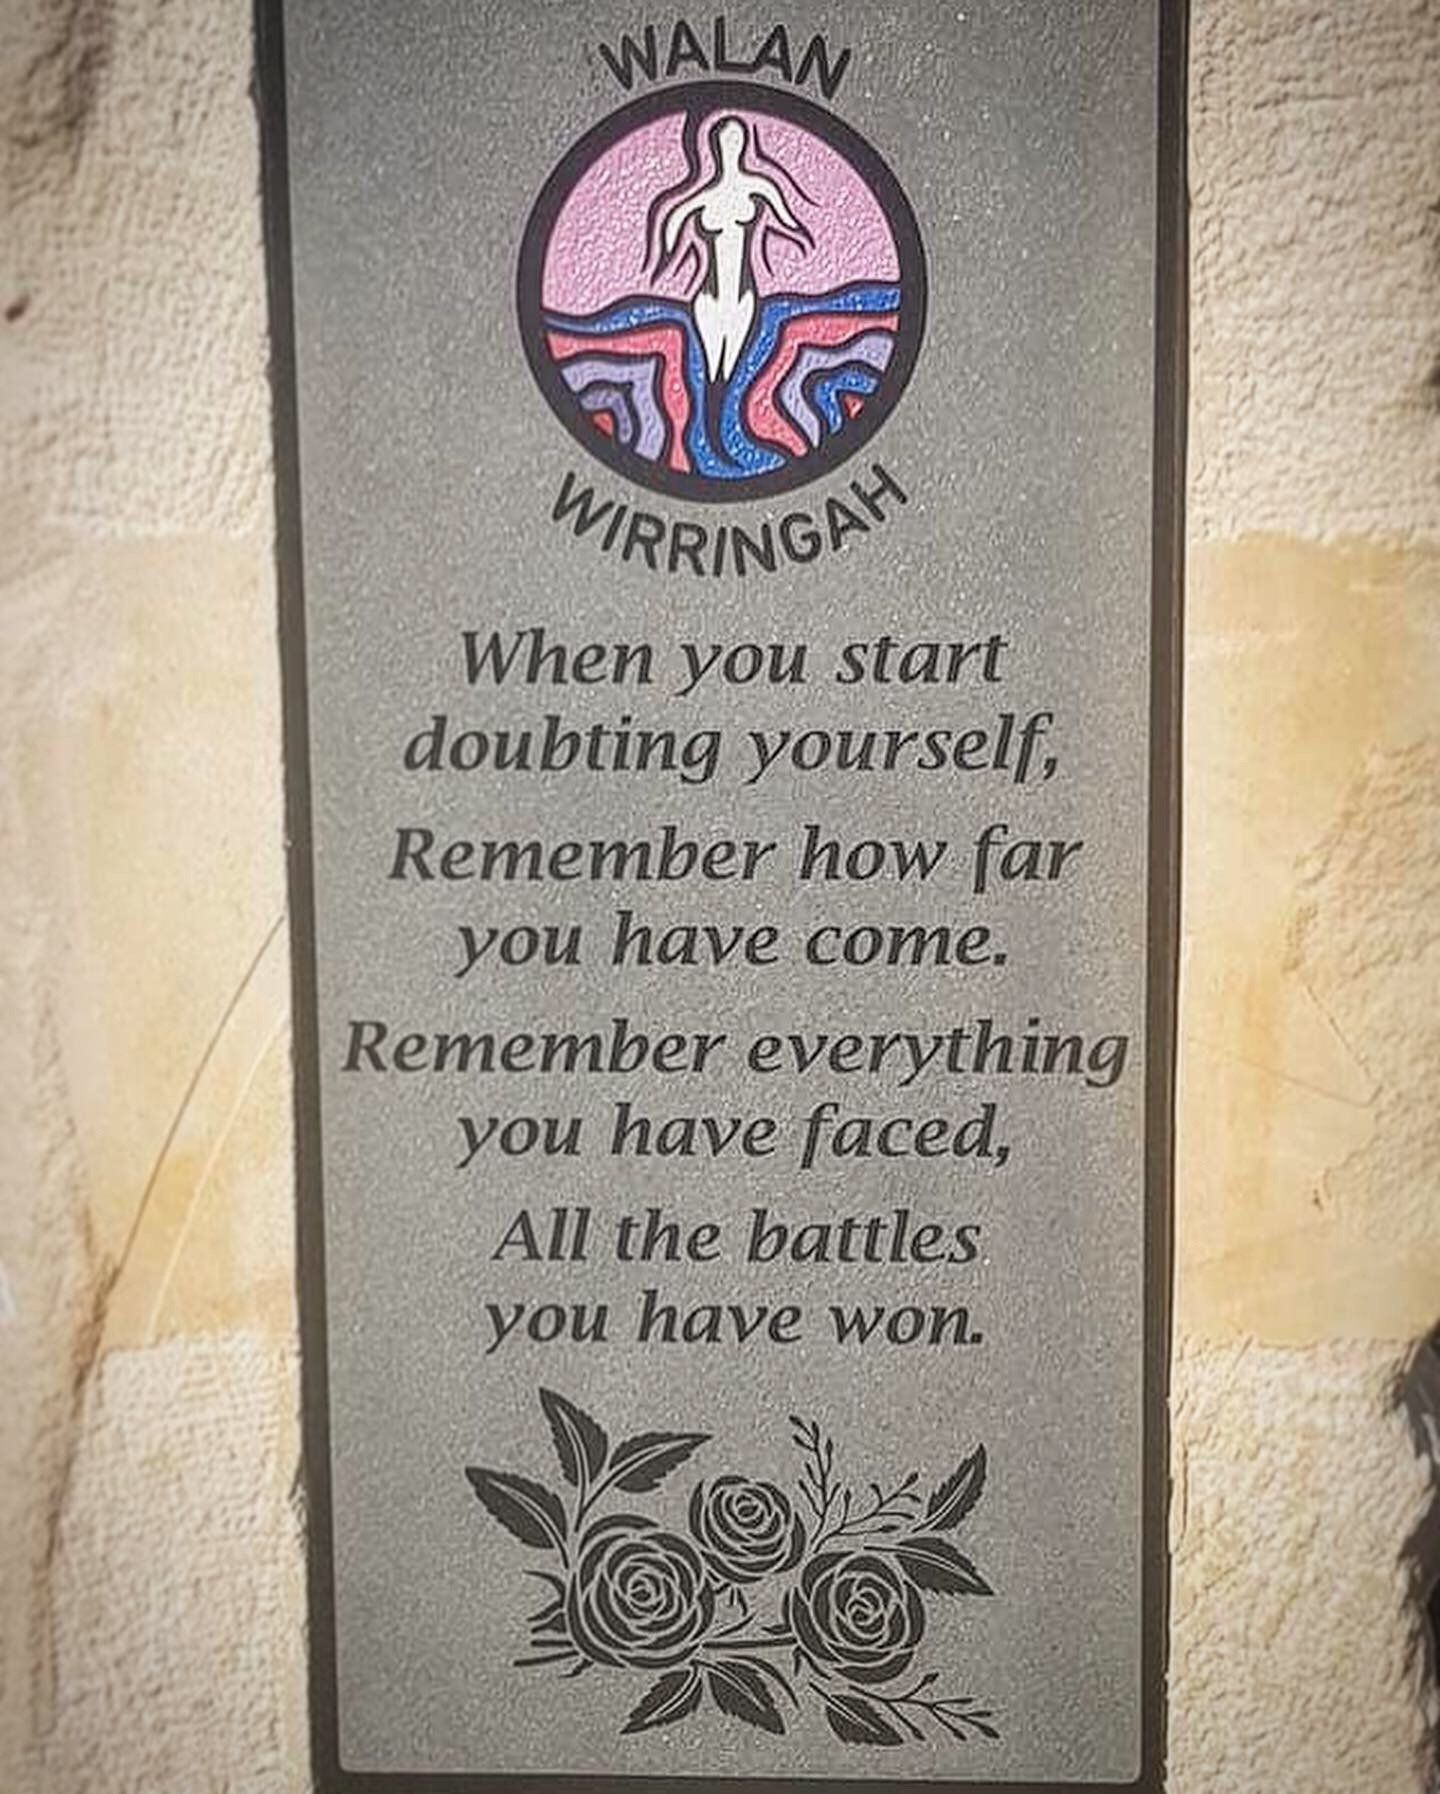 WALAN
WIRRINGAH
When you start
doubting yourself,
Remember how far
you have come.
Remember everything
you have faced,
All the battles
you have won.